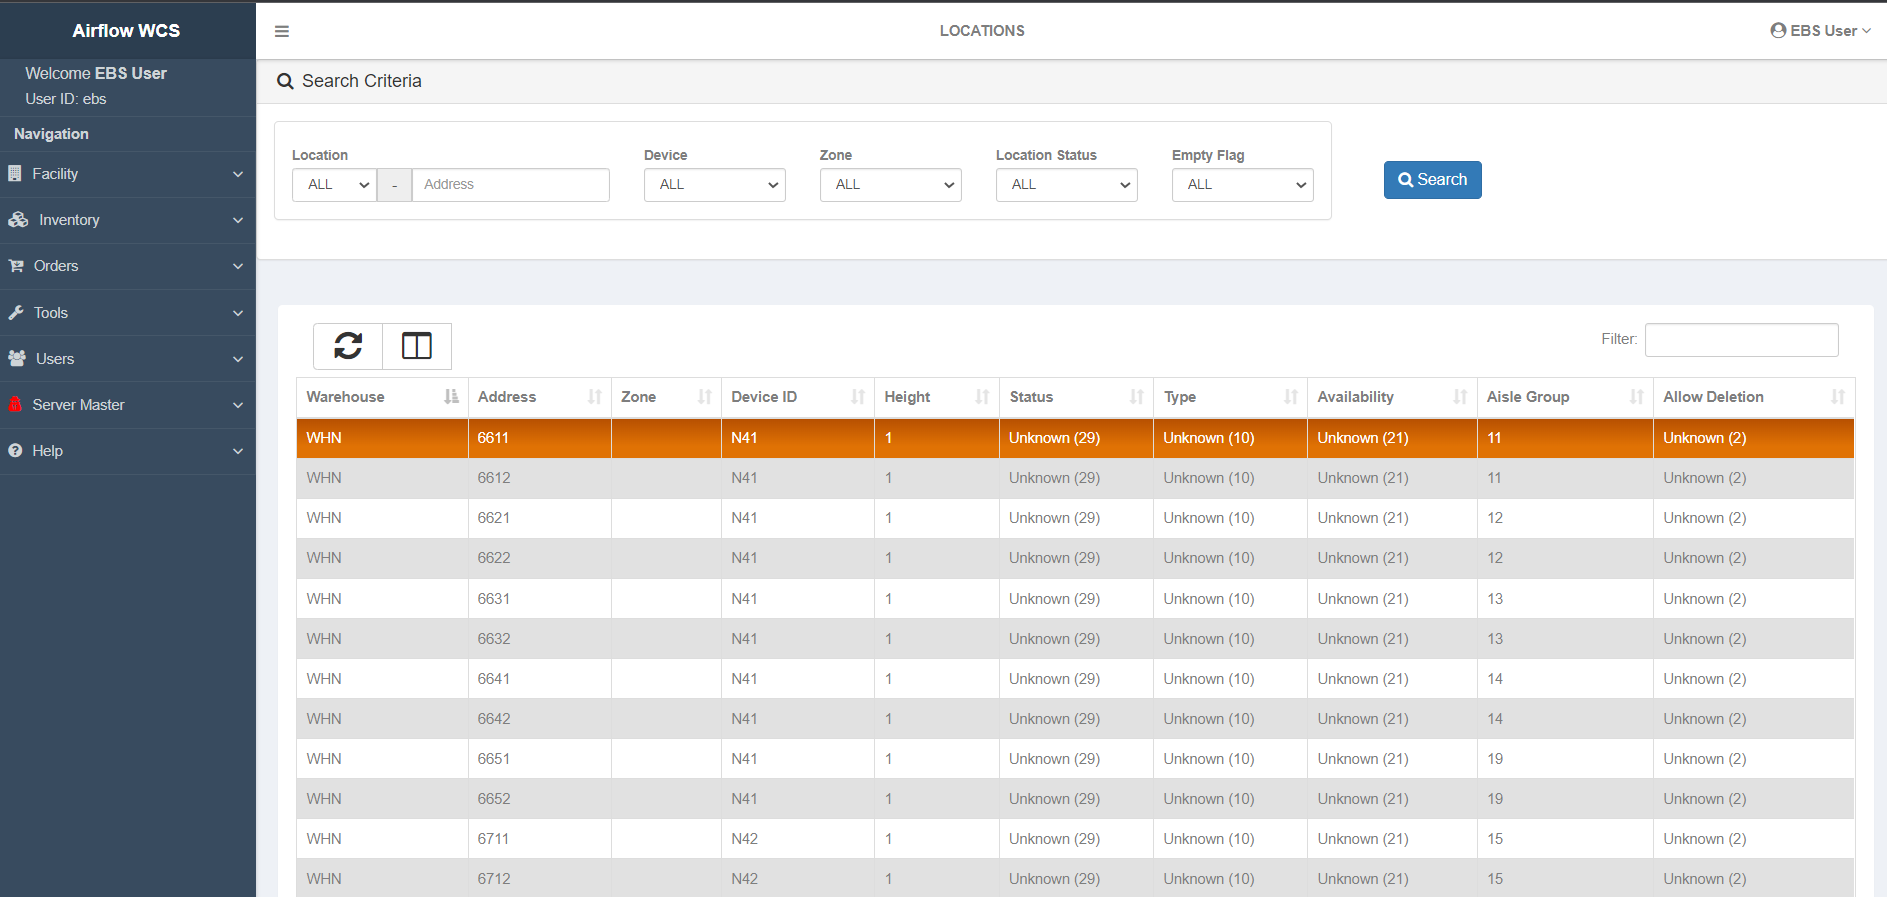 Airflow WCS
LOCATIONS
EBS User
Welcome EBS User
User ID: ebs
Navigation
Facility
Inventory
Orders
Tools
Users
Server Master
Help
Search Criteria
Location Device Zone Location Status Empty Flag
ALL - Address ALL ALL ALL ALL
Search
Filter:
Warehouse Address Zone Device ID Height Status Type Availability Aisle Group Allow Deletion
WHN 6611 N41 1 Unknown (29) Unknown (10) Unknown (21) 11 Unknown (2)
WHN 6612 N41 1 Unknown (29) Unknown (10) Unknown (21) 11 Unknown (2)
WHN 6621 N41 1 Unknown (29) Unknown (10) Unknown (21) 12 Unknown (2)
WHN 6622 N41 1 Unknown (29) Unknown (10) Unknown (21) 12 Unknown (2)
WHN 6631 N41 1 Unknown (29) Unknown (10) Unknown (21) 13 Unknown (2)
WHN 6632 N41 1 Unknown (29) Unknown (10) Unknown (21) 13 Unknown (2)
WHN 6641 N41 1 Unknown (29) Unknown (10) Unknown (21) 14 Unknown (2)
WHN 6642 N41 1 Unknown (29) Unknown (10) Unknown (21) 14 Unknown (2)
WHN 6651 N41 1 Unknown (29) Unknown (10) Unknown (21) 19 Unknown (2)
WHN 6652 N41 1 Unknown (29) Unknown (10) Unknown (21) 19 Unknown (2)
WHN 6711 N42 1 Unknown (29) Unknown (10) Unknown (21) 15 Unknown (2)
WHN 6712 N42 1 Unknown (29) Unknown (10) Unknown (21) 15 Unknown (2)